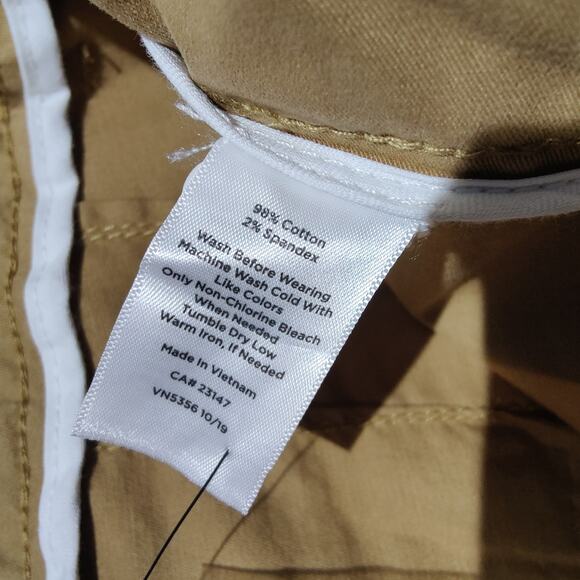 98% Cotton
2% Spandex
Wash Before Wearing
Machine Wash Cold With
Like Colors
Only Non-Chlorine Bleach
When Needed
Tumble Dry Low
Warm Iron, If Needed
Made In Vietnam
CA# 23147
VN5356 10/19